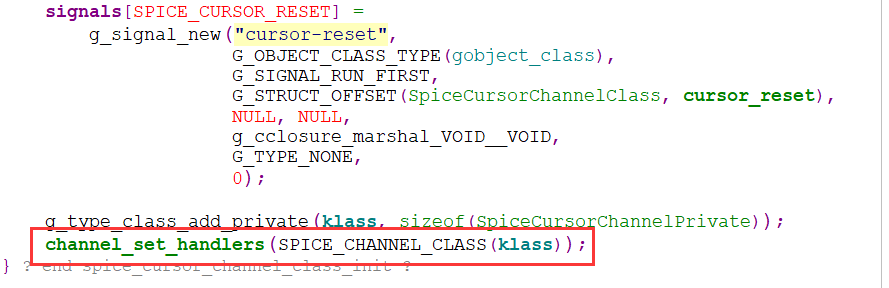 signals[SPICE_CURSOR_RESET] =
g_signal_new("cursor-reset",
G_OBJECT_CLASS_TYPE(gobject_class),
G_SIGNAL_RUN_FIRST,
G_STRUCT_OFFSET(SpiceCursorChannelClass, cursor_reset),
NULL, NULL,
g_cclosure_marshal_VOID__VOID,
G_TYPE_NONE,
0);
g_type_class_add_private(klass, sizeof(SpiceCursorChannelPrivate));
channel_set_handlers(SPICE_CHANNEL_CLASS(klass));
} ? end spice_cursor_channel_class_init ?